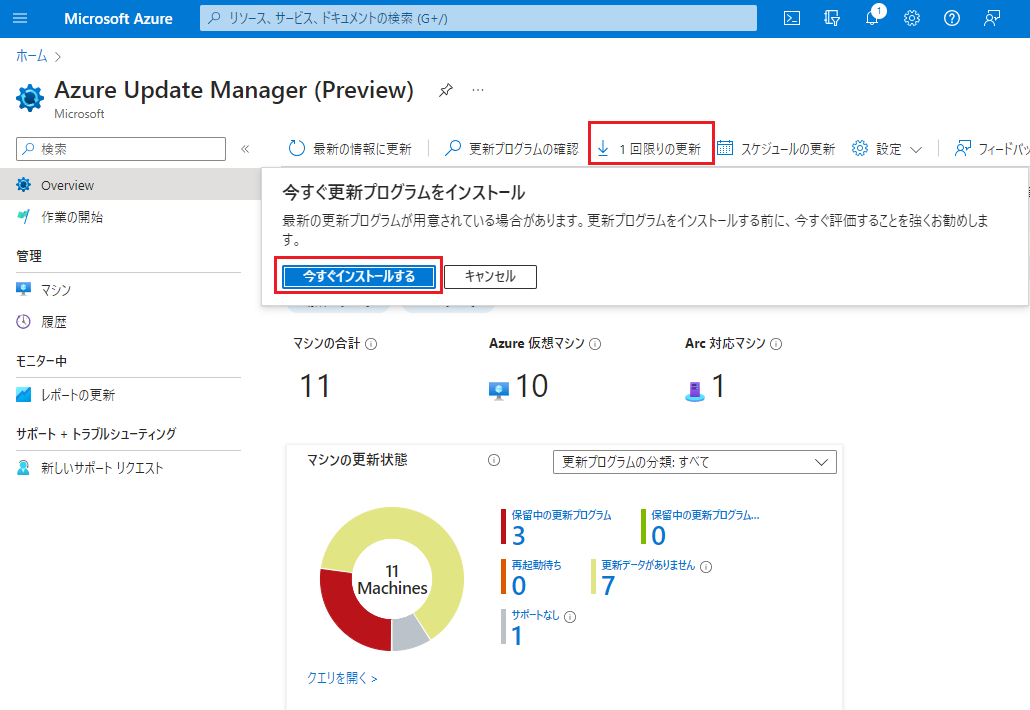 Microsoft Azure
リソース、サービス、ドキュメントの検索 (G+/)
1
ホーム >
Azure Update Manager (Preview)
...
Microsoft
検索
«
最新の情報に更新
更新プログラムの確認
1 回限りの更新
スケジュールの更新
設定
フィードバッ
Overview
作業の開始
管理
マシン
履歴
モニター中
レポートの更新
サポート + トラブルシューティング
新しいサポート リクエスト
今すぐ更新プログラムをインストール
最新の更新プログラムが用意されている場合があります。更新プログラムをインストールする前に、今すぐ評価することを強くお勧めしま
す。
今すぐインストールする
キャンセル
マシンの合計
11
Azure 仮想マシン
10
Arc 対応マシン
1
マシンの更新状態
更新プログラムの分類: すべて
11
Machines
保留中の更新プログラム
3
保留中の更新プログラム...
0
再起動待ち
0
更新データがありません
7
サポートなし
1
クエリを開く >